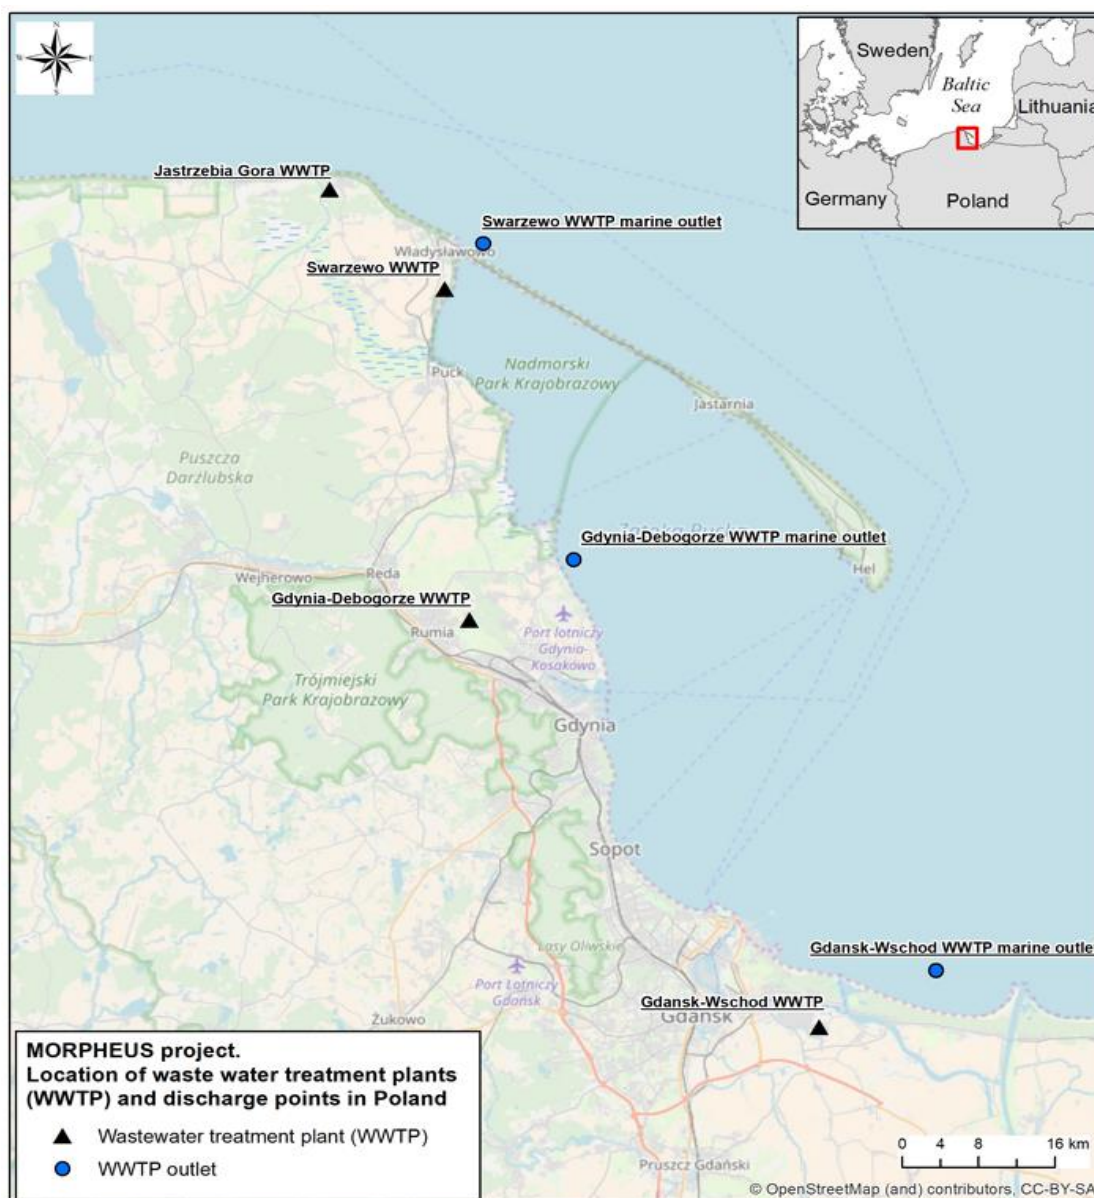 N
W
E
S
Sweden
Baltic
Sea
Lithuania
Germany
Poland
Jastrzebia Gora WWTP
Swarzewo WWTP marine outlet
Władysławowo
Swarzewo WWTP
Nadmorski
Park Krajobrazowy
Puck
Jastarnia
Puszcza
Darżlubska
Zatoka Pucka
Gdynia-Debogorze WWTP marine outlet
Hel
Wejherowo
Reda
Gdynia-Debogorze WWTP
Rumia
Port lotniczy
Gdynia-
Kosakowo
Trójmiejski
Park Krajobrazowy
Gdynia
Sopot
Lasy Oliwskie
Gdansk-Wschod WWTP marine outlet
Port Lotniczy
Gdańsk
Gdansk-Wschod WWTP
Gdańsk
Żukowo
MORPHEUS project.
Location of waste water treatment plants
(WWTP) and discharge points in Poland
Wastewater treatment plant (WWTP)
WWTP outlet
0 4 8 16 km
Pruszcz Gdański
© OpenStreetMap (and) contributors, CC-BY-SA